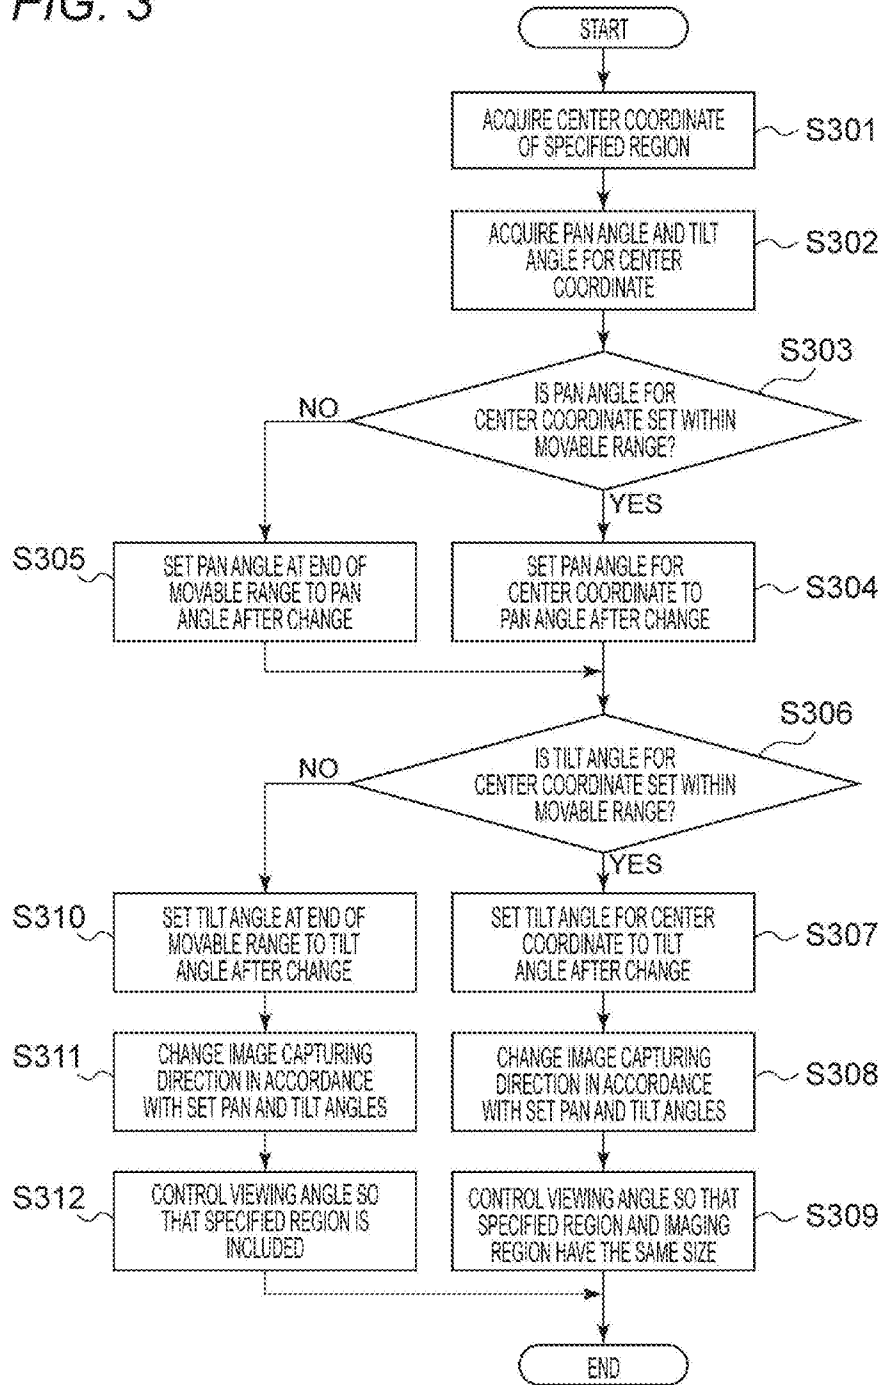 FIG. 3
START
ACQUIRE CENTER COORDINATE
OF SPECIFIED REGION
S301
ACQUIRE PAN ANGLE AND TILT
ANGLE FOR CENTER
COORDINATE
S302
S303
IS PAN ANGLE FOR
CENTER COORDINATE SET WITHIN
MOVABLE RANGE?
NO
YES
S305
SET PAN ANGLE AT END OF
MOVABLE RANGE TO PAN
ANGLE AFTER CHANGE
SET PAN ANGLE FOR
CENTER COORDINATE TO
PAN ANGLE AFTER CHANGE
S304
S306
IS TILT ANGLE FOR
CENTER COORDINATE SET WITHIN
MOVABLE RANGE?
NO
YES
S310
SET TILT ANGLE AT END OF
MOVABLE RANGE TO TILT
ANGLE AFTER CHANGE
SET TILT ANGLE FOR CENTER
COORDINATE TO TILT
ANGLE AFTER CHANGE
S307
S311
CHANGE IMAGE CAPTURING
DIRECTION IN ACCORDANCE
WITH SET PAN AND TILT ANGLES
CHANGE IMAGE CAPTURING
DIRECTION IN ACCORDANCE
WITH SET PAN AND TILT ANGLES
S308
S312
CONTROL VIEWING ANGLE SO
THAT SPECIFIED REGION IS
INCLUDED
CONTROL VIEWING ANGLE SO THAT
SPECIFIED REGION AND IMAGING
REGION HAVE THE SAME SIZE
S309
END